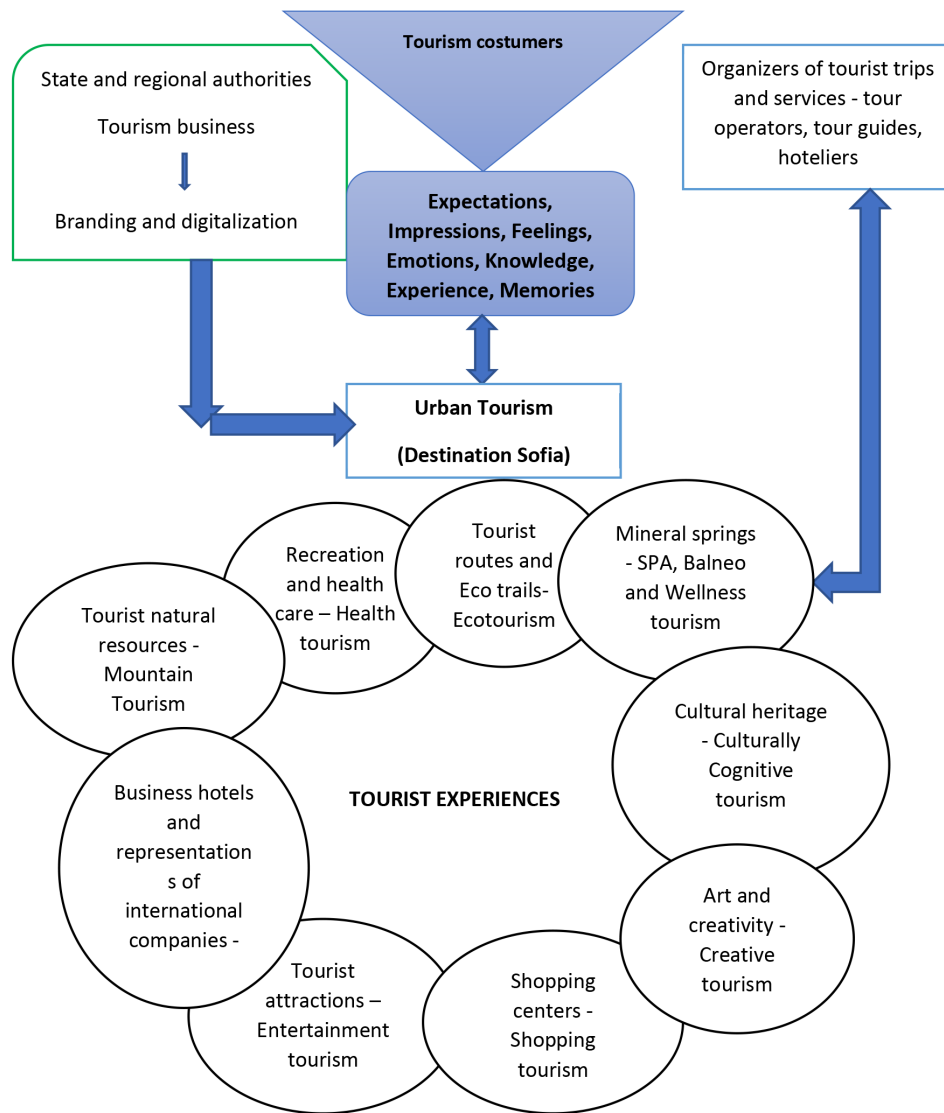 Tourism costumers
State and regional authorities
Tourism business
Branding and digitalization
Organizers of tourist trips
and services - tour
operators, tour guides,
hoteliers
Expectations,
Impressions, Feelings,
Emotions, Knowledge,
Experience, Memories
Urban Tourism
(Destination Sofia)
Recreation
and health
care – Health
tourism
Tourist
routes and
Eco trails-
Ecotourism
Mineral springs
- SPA, Balneo
and Wellness
tourism
Tourist natural
resources -
Mountain
Tourism
Cultural heritage
- Culturally
Cognitive
tourism
Business hotels
and
representation
s of
international
companies -
TOURIST EXPERIENCES
Art and
creativity -
Creative
tourism
Tourist
attractions –
Entertainment
tourism
Shopping
centers -
Shopping
tourism